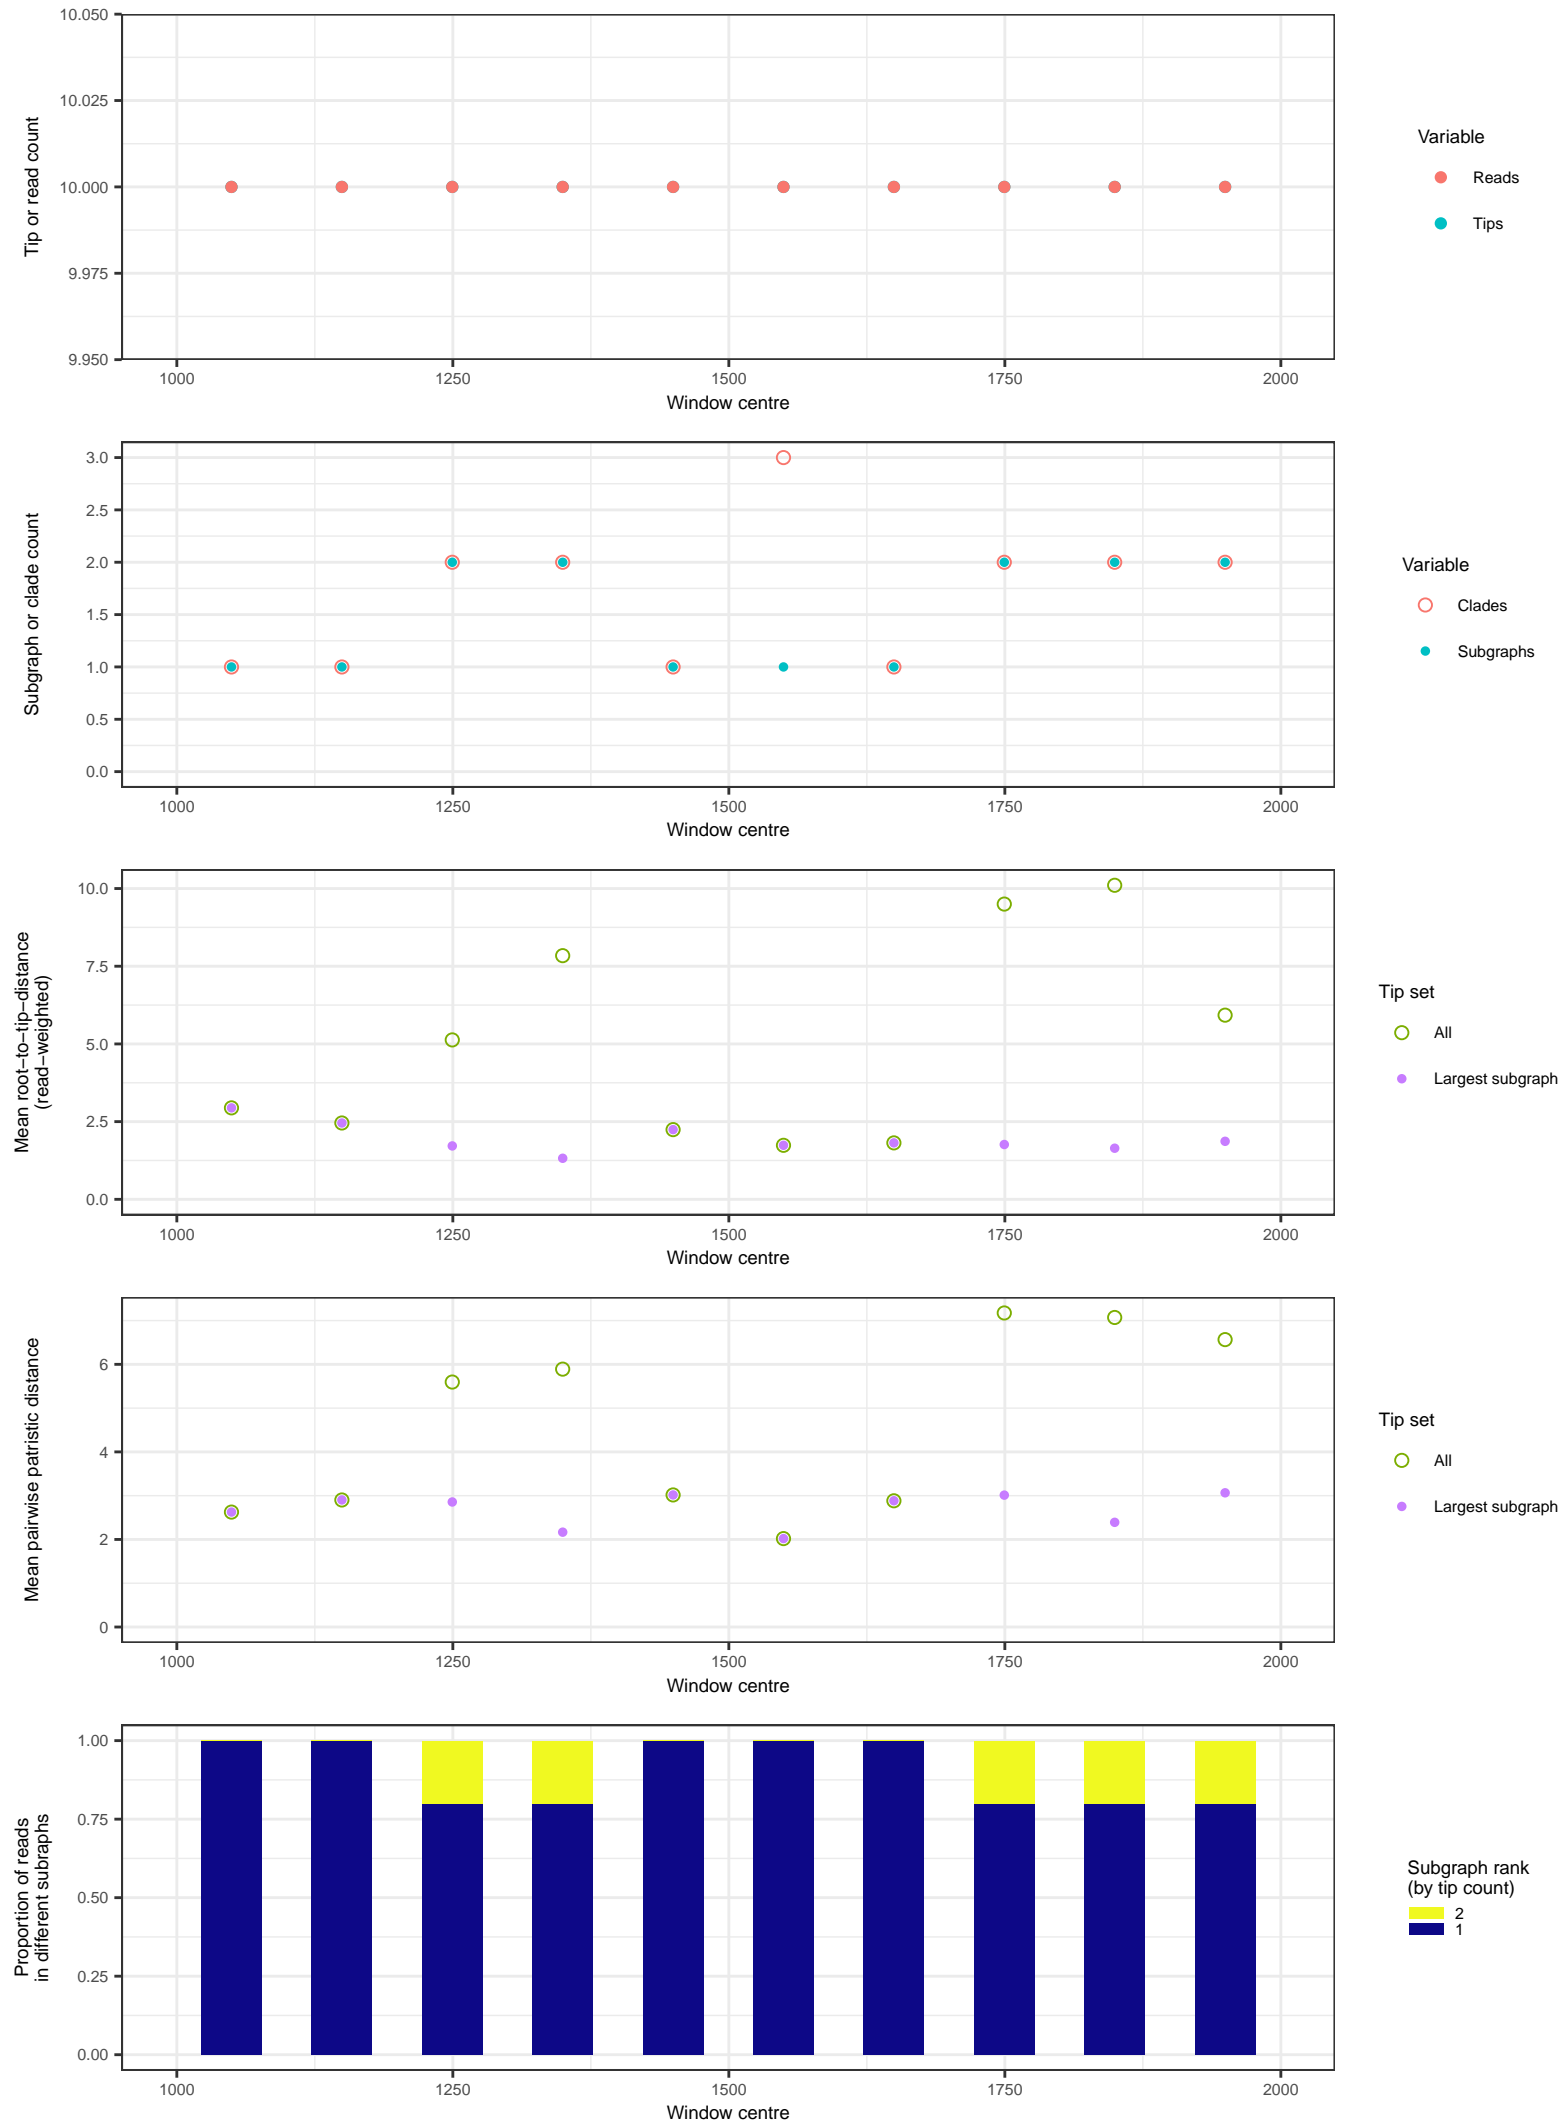 10.050
10.025
10.000
9.975
9.950
Tip or read count
1000 1250 1500 1750 2000
Window centre
Variable
Reads
Tips
3.0
2.5
2.0
1.5
1.0
0.5
0.0
Subgraph or clade count
1000 1250 1500 1750 2000
Window centre
Variable
Clades
Subgraphs
10.0
7.5
5.0
2.5
0.0
Mean root−to−tip−distance
(read−weighted)
1000 1250 1500 1750 2000
Window centre
Tip set
All
Largest subgraph
6
4
2
0
Mean pairwise patristic distance
1000 1250 1500 1750 2000
Window centre
Tip set
All
Largest subgraph
1.00
0.75
0.50
0.25
0.00
Proportion of reads
in different subraphs
1000 1250 1500 1750 2000
Window centre
Subgraph rank
(by tip count)
2
1